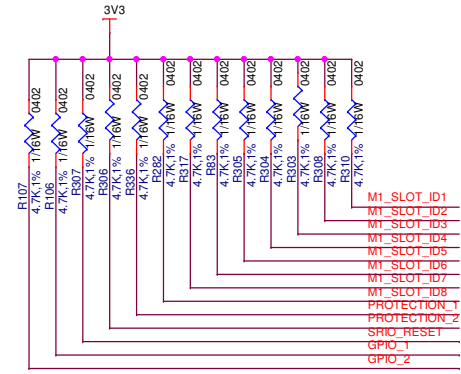 3V3
R107 4.7K,1% 1/16W 0402
R106 4.7K,1% 1/16W 0402
R307 4.7K,1% 1/16W 0402
R306 4.7K,1% 1/16W 0402
R336 4.7K,1% 1/16W 0402
R282 4.7K,1% 1/16W 0402
R317 4.7K,1% 1/16W 0402
R83 4.7K,1% 1/16W 0402
R305 4.7K,1% 1/16W 0402
R304 4.7K,1% 1/16W 0402
R303 4.7K,1% 1/16W 0402
R308 4.7K,1% 1/16W 0402
R310 4.7K,1% 1/16W 0402
M1_SLOT_ID1
M1_SLOT_ID2
M1_SLOT_ID3
M1_SLOT_ID4
M1_SLOT_ID5
M1_SLOT_ID6
M1_SLOT_ID7
M1_SLOT_ID8
PROTECTION_1
PROTECTION_2
SRIO_RESET
GPIO_1
GPIO_2